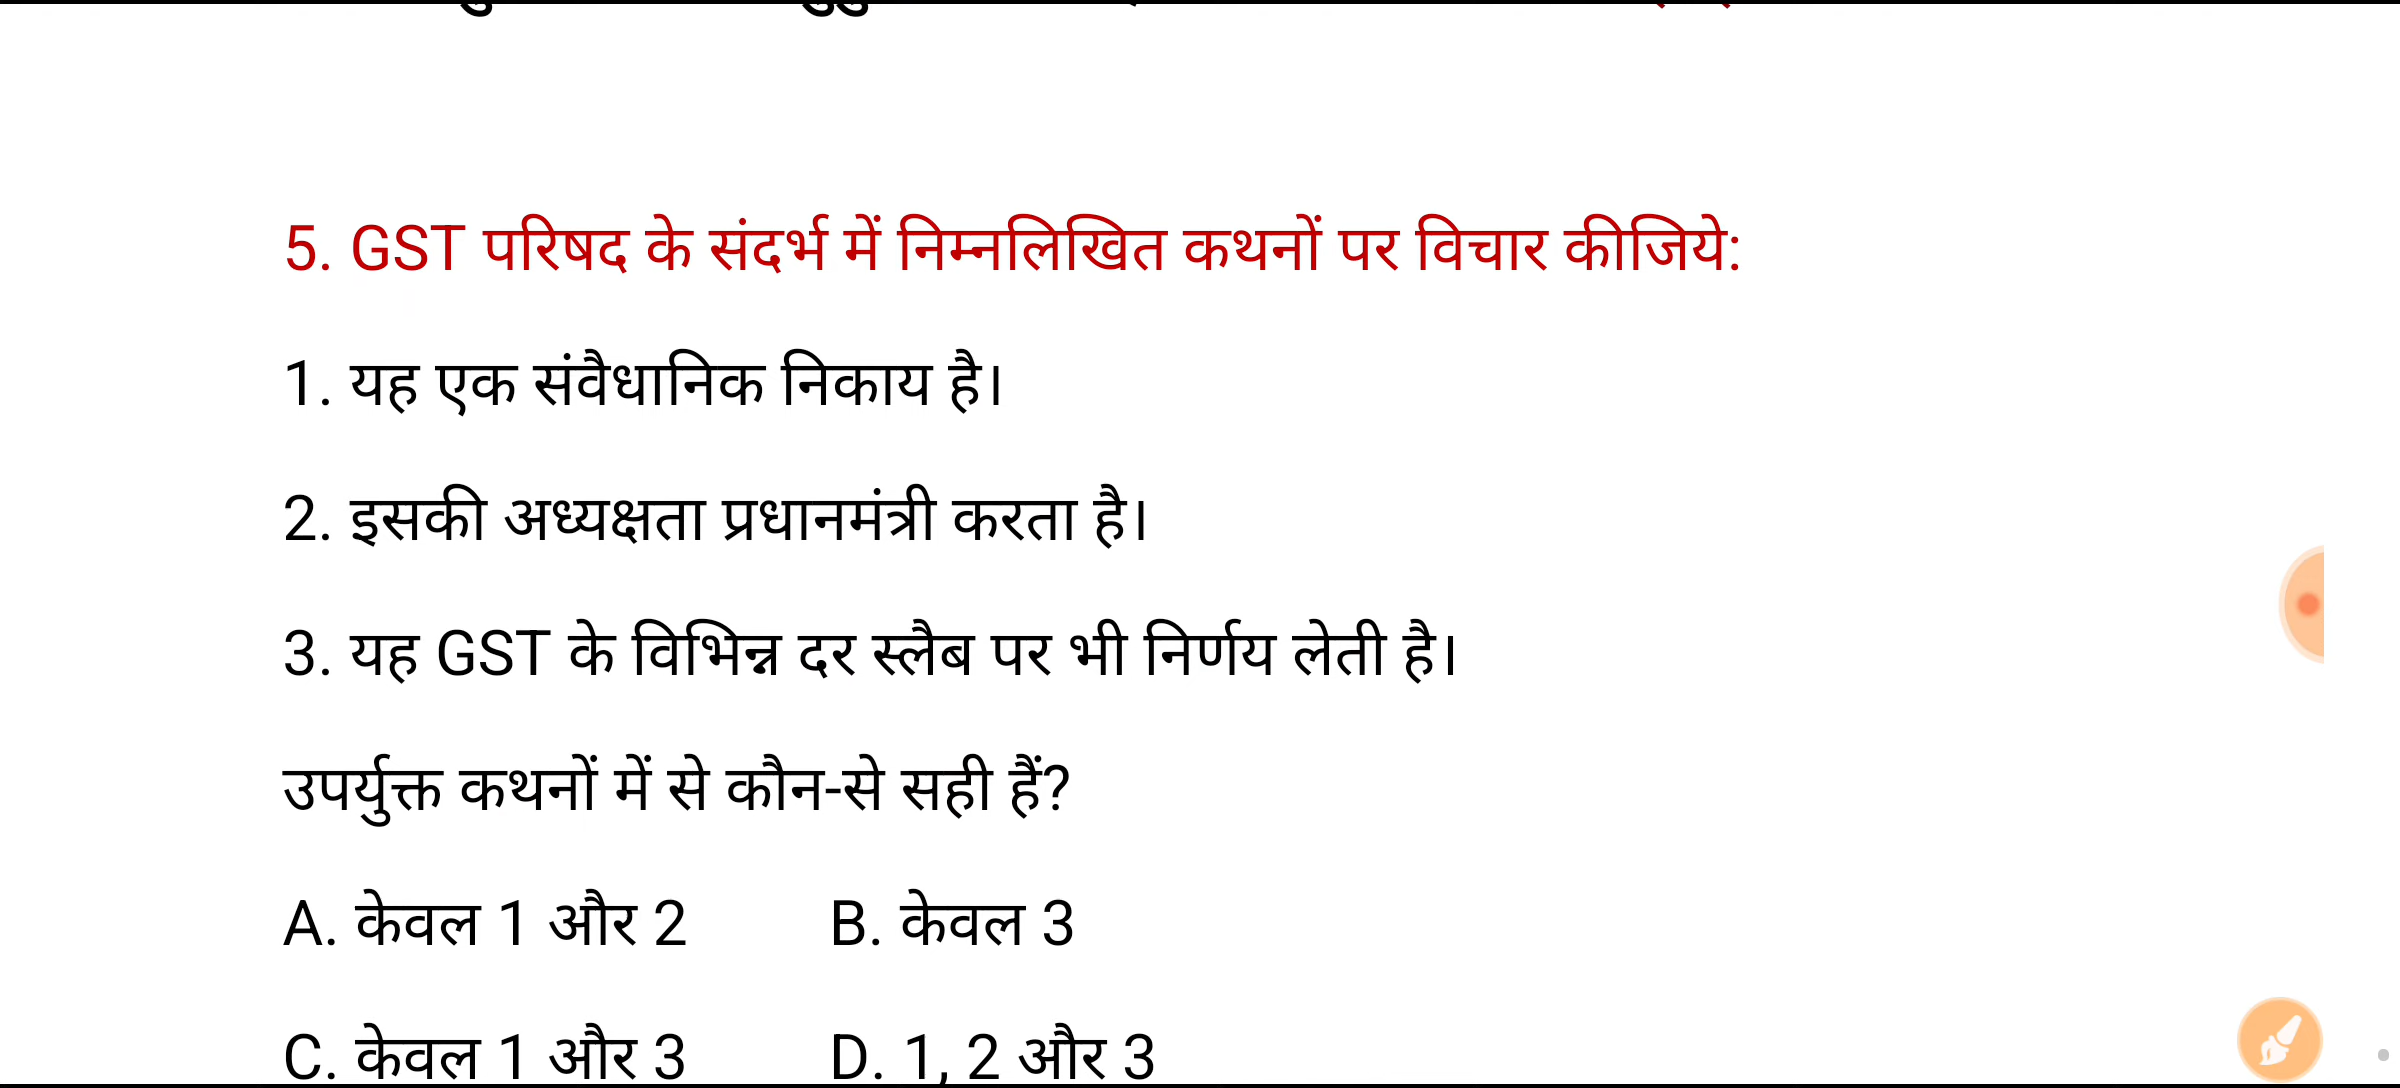 5. GST परिषद के संदर्भ में निम्नलिखित कथनों पर विचार कीजिये:
1. यह एक संवैधानिक निकाय है।
2. इसकी अध्यक्षता प्रधानमंत्री करता है।
3. यह GST के विभिन्न दर स्लैब पर भी निर्णय लेती है।
उपर्युक्त कथनों में से कौन-से सही हैं?
A. केवल 1 और 2 B. केवल 3
C. केवल 1 और 3 D. 1, 2 और 3